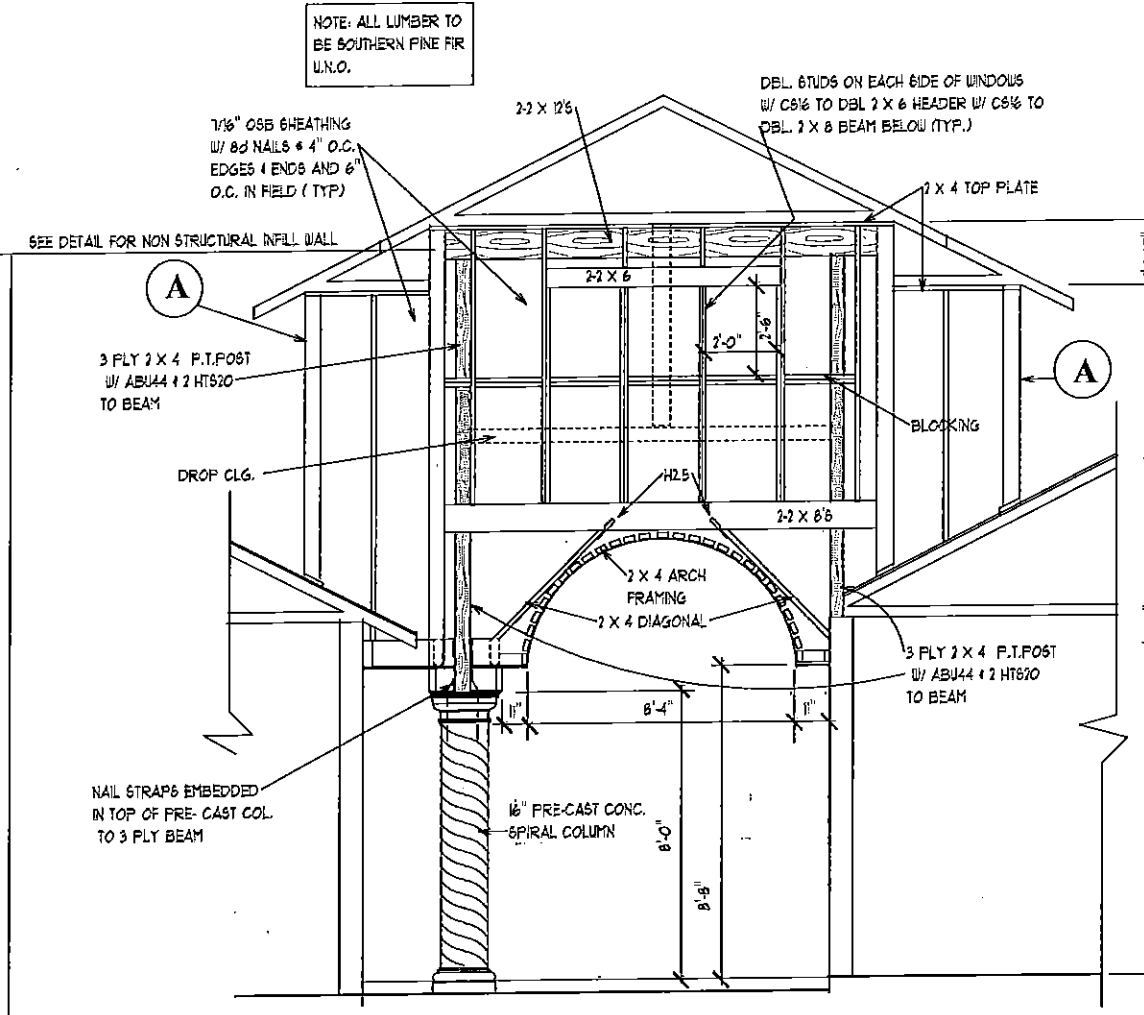 NOTE: ALL LUMBER TO
BE SOUTHERN PINE FIR
U.N.O.
DBL. STUDS ON EACH SIDE OF WINDOWS
W/ CS16 TO DBL 2 X 6 HEADER W/ CS16 TO
DBL. 2 X 8 BEAM BELOW (TYP.)
7/16" OSB SHEATHING
W/ 8d NAILS @ 4" O.C.
EDGES & ENDS AND 6"
O.C. IN FIELD (TYP)
2-2 X 12'S
2 X 4 TOP PLATE
SEE DETAIL FOR NON STRUCTURAL INFILL WALL
A
2-2 X 6
2'-0"
2'-6"
3 PLY 2 X 4 P.T.POST
W/ ABU44 & 2 HTS20
TO BEAM
A
BLOCKING
DROP CLG.
H2.5
2-2 X 8'S
2 X 4 ARCH
FRAMING
2 X 4 DIAGONAL
3 PLY 2 X 4 P.T.POST
W/ ABU44 & 2 HTS20
TO BEAM
8'-4"
NAIL STRAPS EMBEDDED
IN TOP OF PRE- CAST COL.
TO 3 PLY BEAM
16" PRE-CAST CONC.
SPIRAL COLUMN
8'-0"
8'-8"